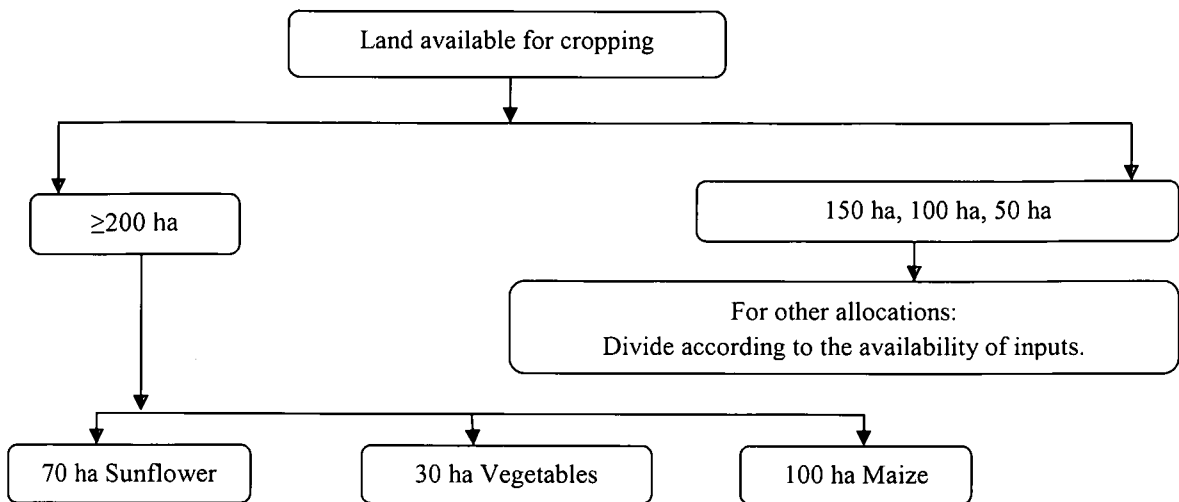 Land available for cropping
≥200 ha
150 ha, 100 ha, 50 ha
For other allocations:
Divide according to the availability of inputs.
70 ha Sunflower
30 ha Vegetables
100 ha Maize